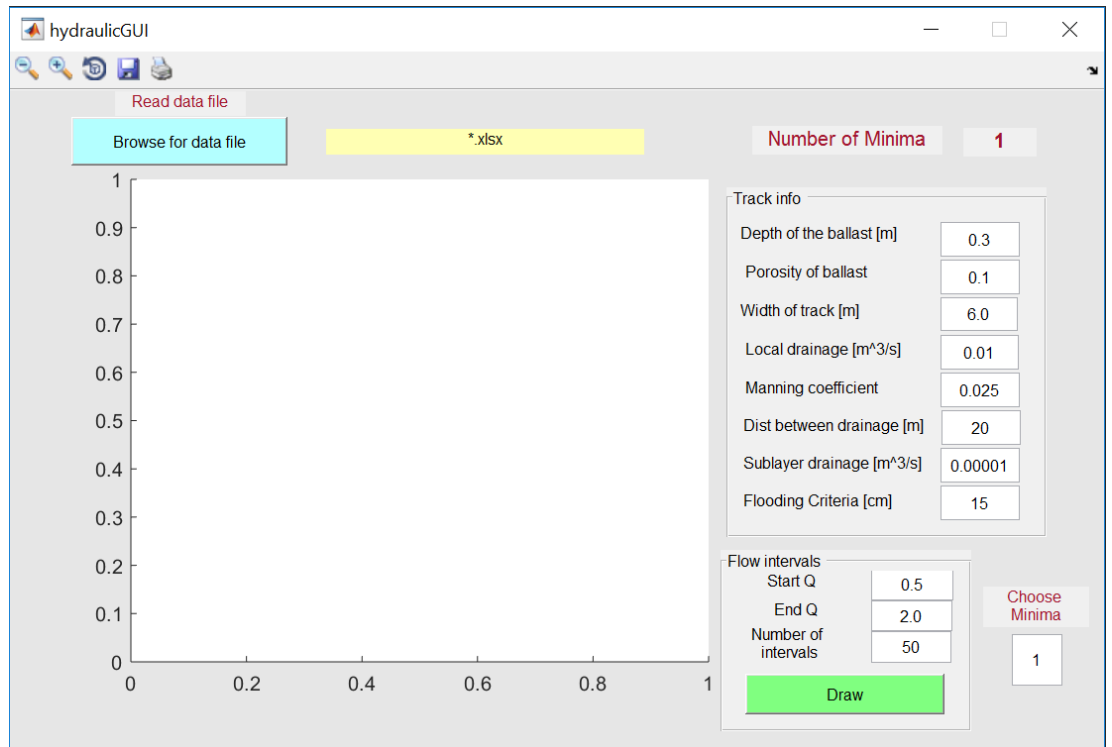 hydraulicGUI
Read data file
Browse for data file
*.xlsx
Number of Minima 1
1
0.9
0.8
0.7
0.6
0.5
0.4
0.3
0.2
0.1
0
0 0.2 0.4 0.6 0.8 1
Track info
Depth of the ballast [m] 0.3
Porosity of ballast 0.1
Width of track [m] 6.0
Local drainage [m^3/s] 0.01
Manning coefficient 0.025
Dist between drainage [m] 20
Sublayer drainage [m^3/s] 0.00001
Flooding Criteria [cm] 15
Flow intervals
Start Q 0.5
End Q 2.0
Number of
intervals 50
Draw
Choose
Minima
1